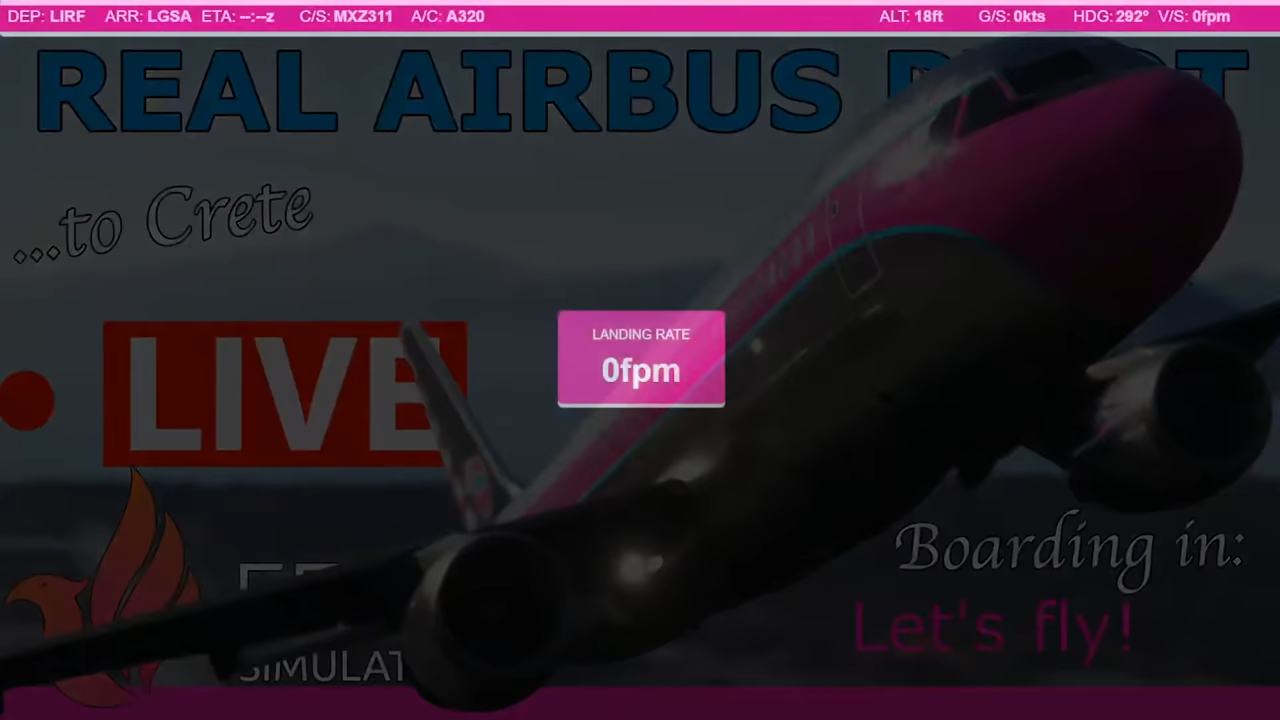 DEP: LIRF ARR: LGSA ETA: --:--z C/S: MXZ311 A/C: A320 ALT: 18ft G/S: 0kts HDG: 292° V/S: 0fpm
REAL AIRBUS
...to Crete
LIVE
LANDING RATE
0fpm
Boarding in:
Let's fly!